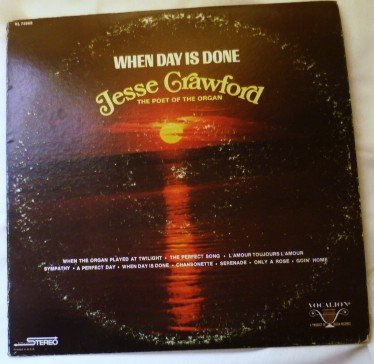 WHEN DAY IS DONE
Jesse Crawford
THE POET OF THE ORGAN
WHEN THE ORGAN PLAYED AT TWILIGHT • THE PERFECT SONG • L'AMOUR TOUJOURS L'AMOUR
SYMPATHY • A PERFECT DAY • WHEN DAY IS DONE • CHANSONETTE • SERENADE • ONLY A ROSE • GOIN' HOME
STEREO
VOCALION